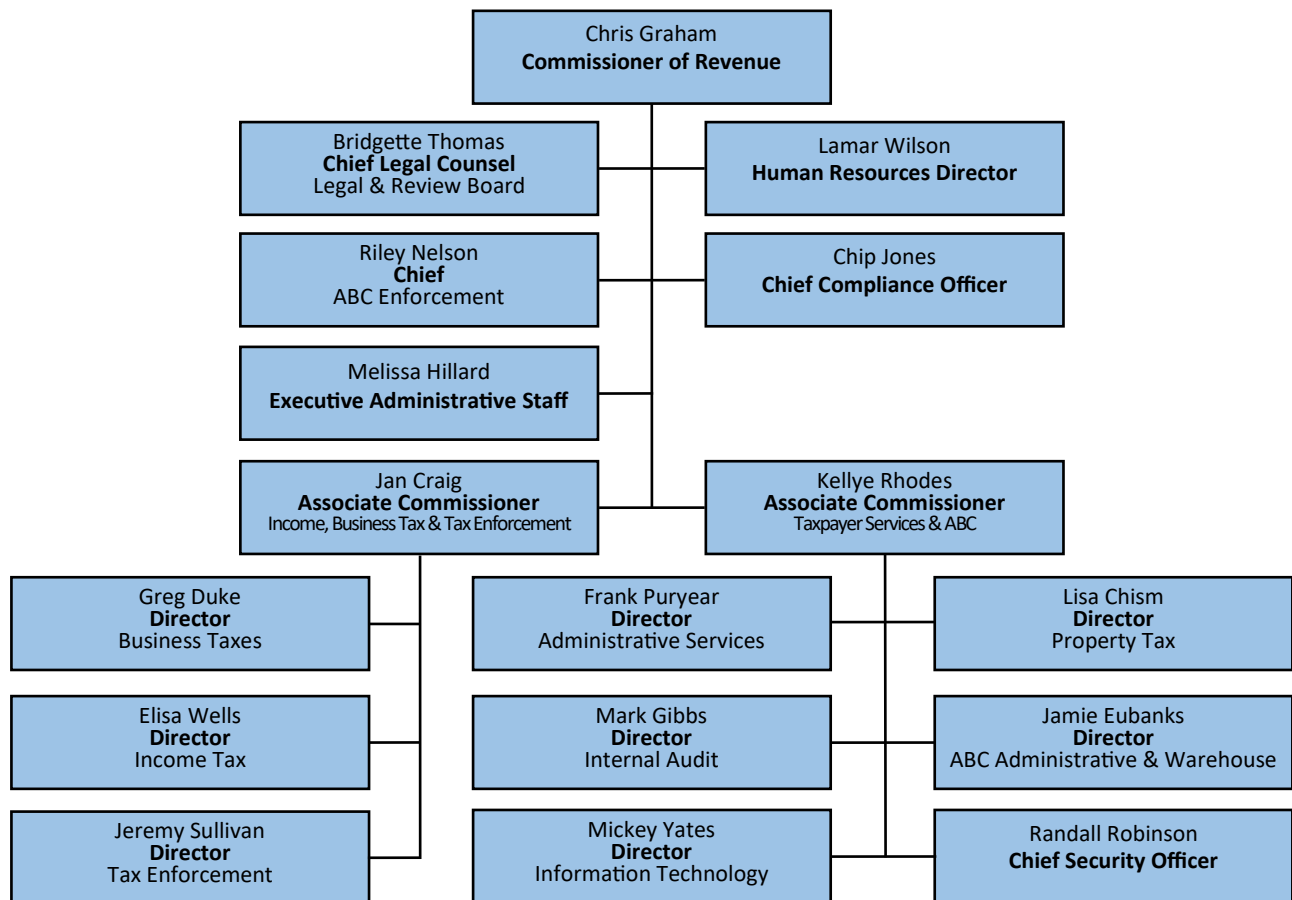 Chris Graham
Commissioner of Revenue
Bridgette Thomas
Chief Legal Counsel
Legal & Review Board
Lamar Wilson
Human Resources Director
Riley Nelson
Chief
ABC Enforcement
Chip Jones
Chief Compliance Officer
Melissa Hillard
Executive Administrative Staff
Jan Craig
Associate Commissioner
Income, Business Tax & Tax Enforcement
Kellye Rhodes
Associate Commissioner
Taxpayer Services & ABC
Greg Duke
Director
Business Taxes
Frank Puryear
Director
Administrative Services
Lisa Chism
Director
Property Tax
Elisa Wells
Director
Income Tax
Mark Gibbs
Director
Internal Audit
Jamie Eubanks
Director
ABC Administrative & Warehouse
Jeremy Sullivan
Director
Tax Enforcement
Mickey Yates
Director
Information Technology
Randall Robinson
Chief Security Officer